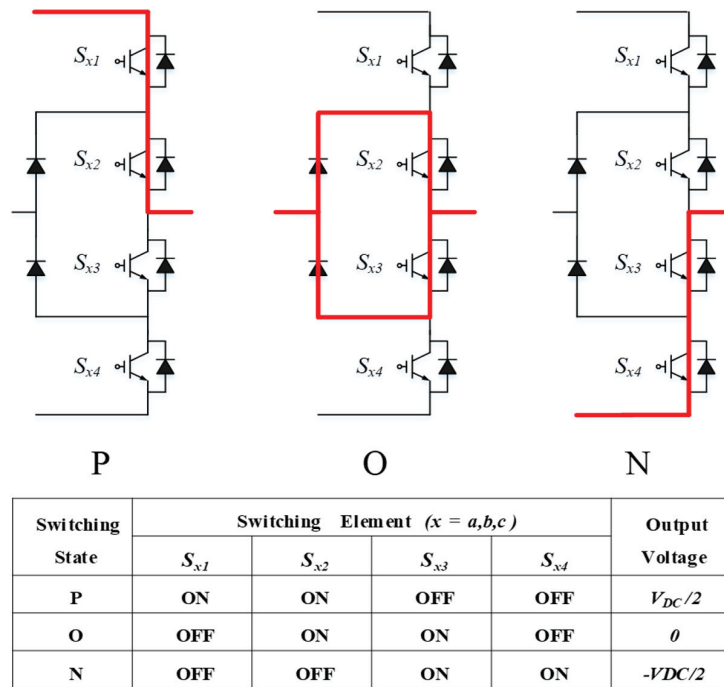 Sx1 Sx1 Sx1
Sx2 Sx2 Sx2
Sx3 Sx3 Sx3
Sx4 Sx4 Sx4
P O N
Switching State Switching Element (x = a,b,c ) Output Voltage
Sx1 Sx2 Sx3 Sx4
P ON ON OFF OFF VDC/2
O OFF ON ON OFF 0
N OFF OFF ON ON -VDC/2